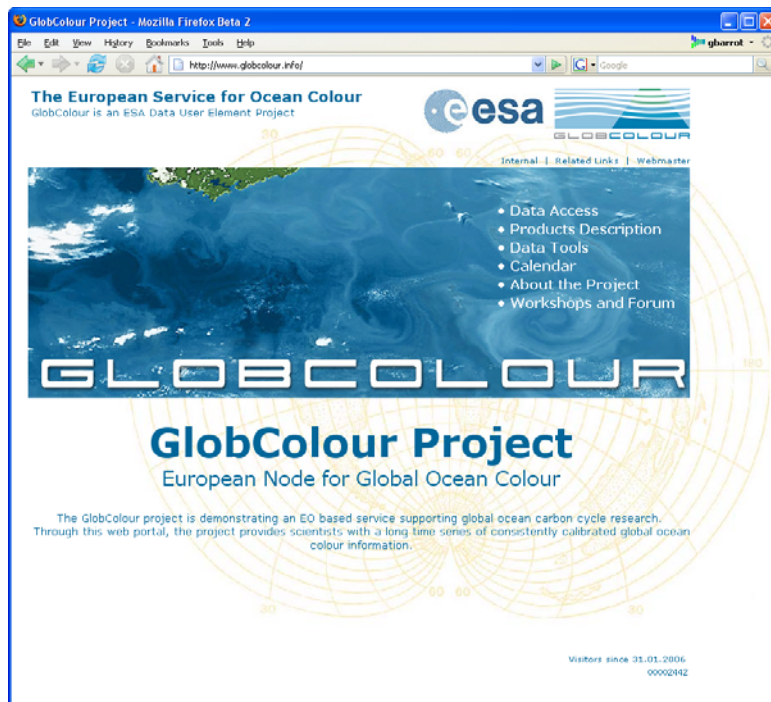 GlobColour Project - Mozilla Firefox Beta 2
File Edit View History Bookmarks Tools Help
gbarrot
http://www.globcolour.info/
Google
The European Service for Ocean Colour
GlobColour is an ESA Data User Element Project
esa
GLOBCOLOUR
Internal | Related Links | Webmaster
• Data Access
• Products Description
• Data Tools
• Calendar
• About the Project
• Workshops and Forum
GLOBCOLOUR
GlobColour Project
European Node for Global Ocean Colour
The GlobColour project is demonstrating an EO based service supporting global ocean carbon cycle research.
Through this web portal, the project provides scientists with a long time series of consistently calibrated global ocean
colour information.
Visitors since 31.01.2006
00002442